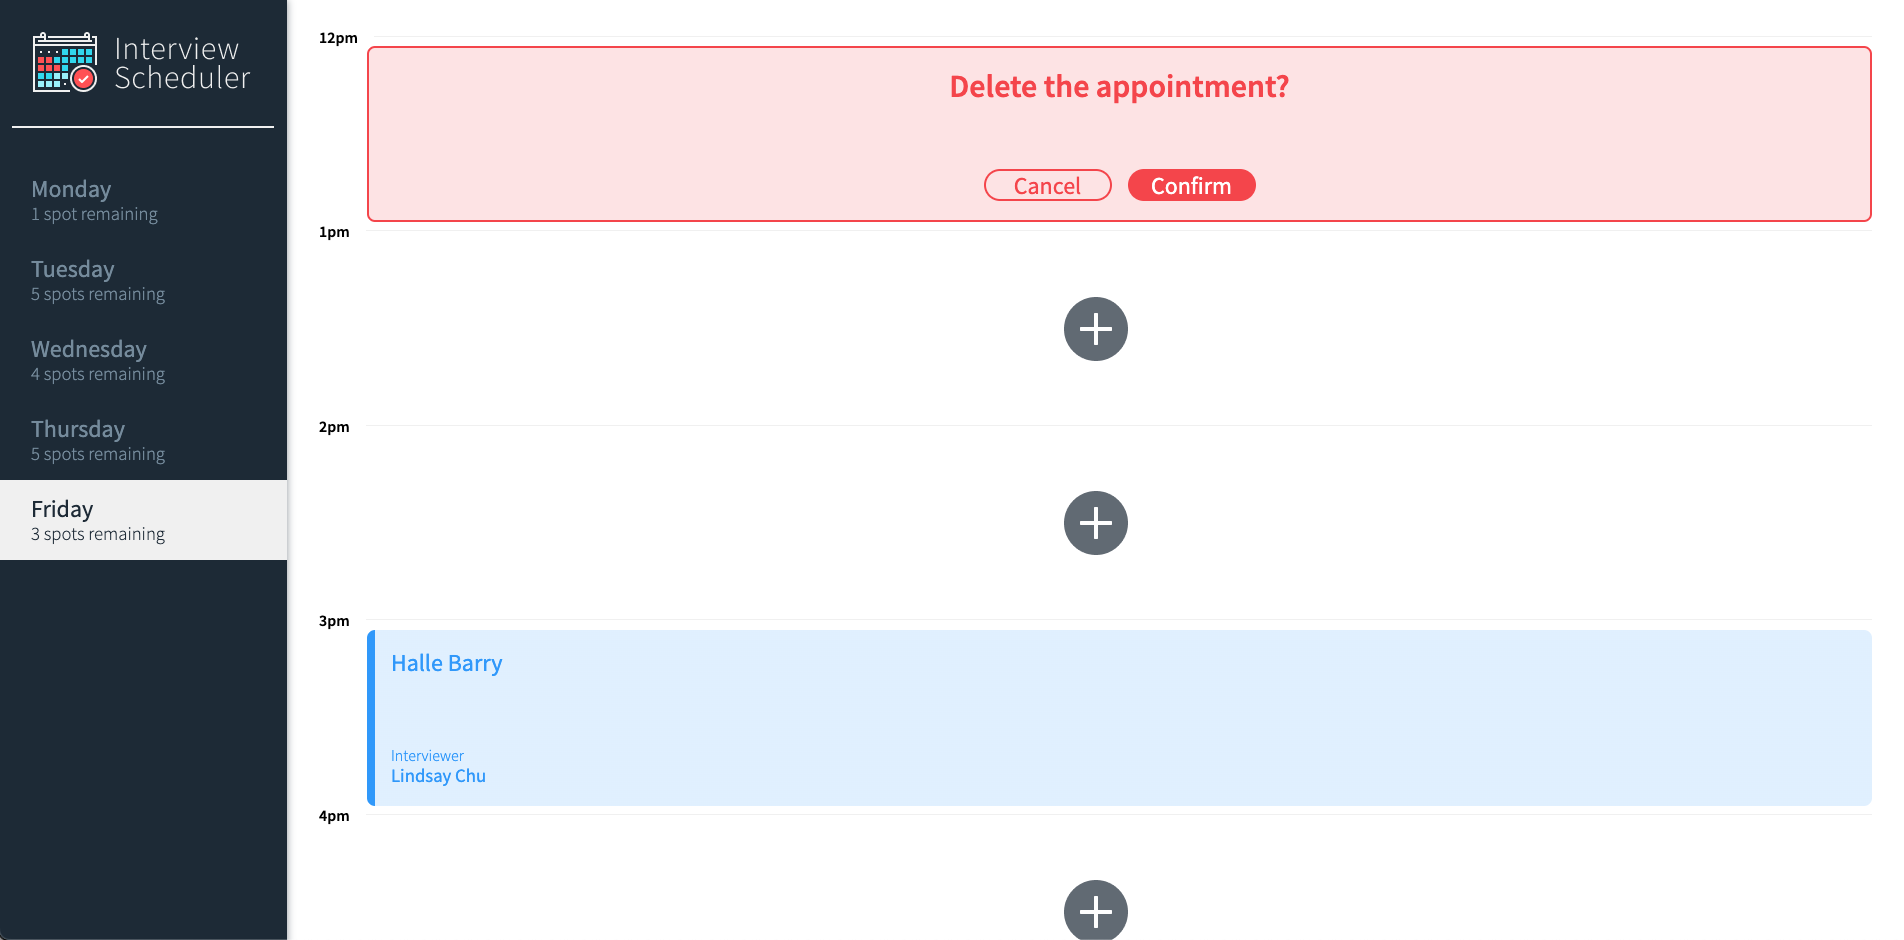 Interview
Scheduler
Monday
1 spot remaining
Tuesday
5 spots remaining
Wednesday
4 spots remaining
Thursday
5 spots remaining
Friday
3 spots remaining
12pm
Delete the appointment?
Cancel Confirm
1pm
2pm
3pm
Halle Barry
Interviewer
Lindsay Chu
4pm